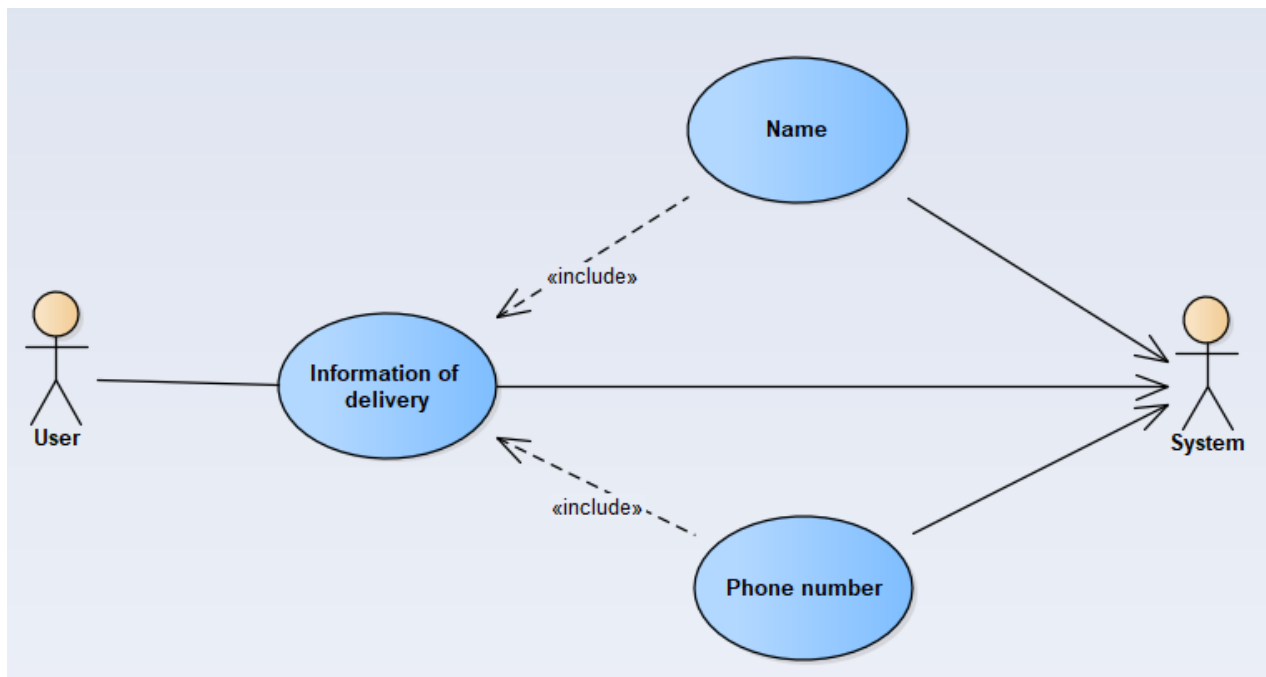 Name
«include»
Information of
delivery
User
System
«include»
Phone number